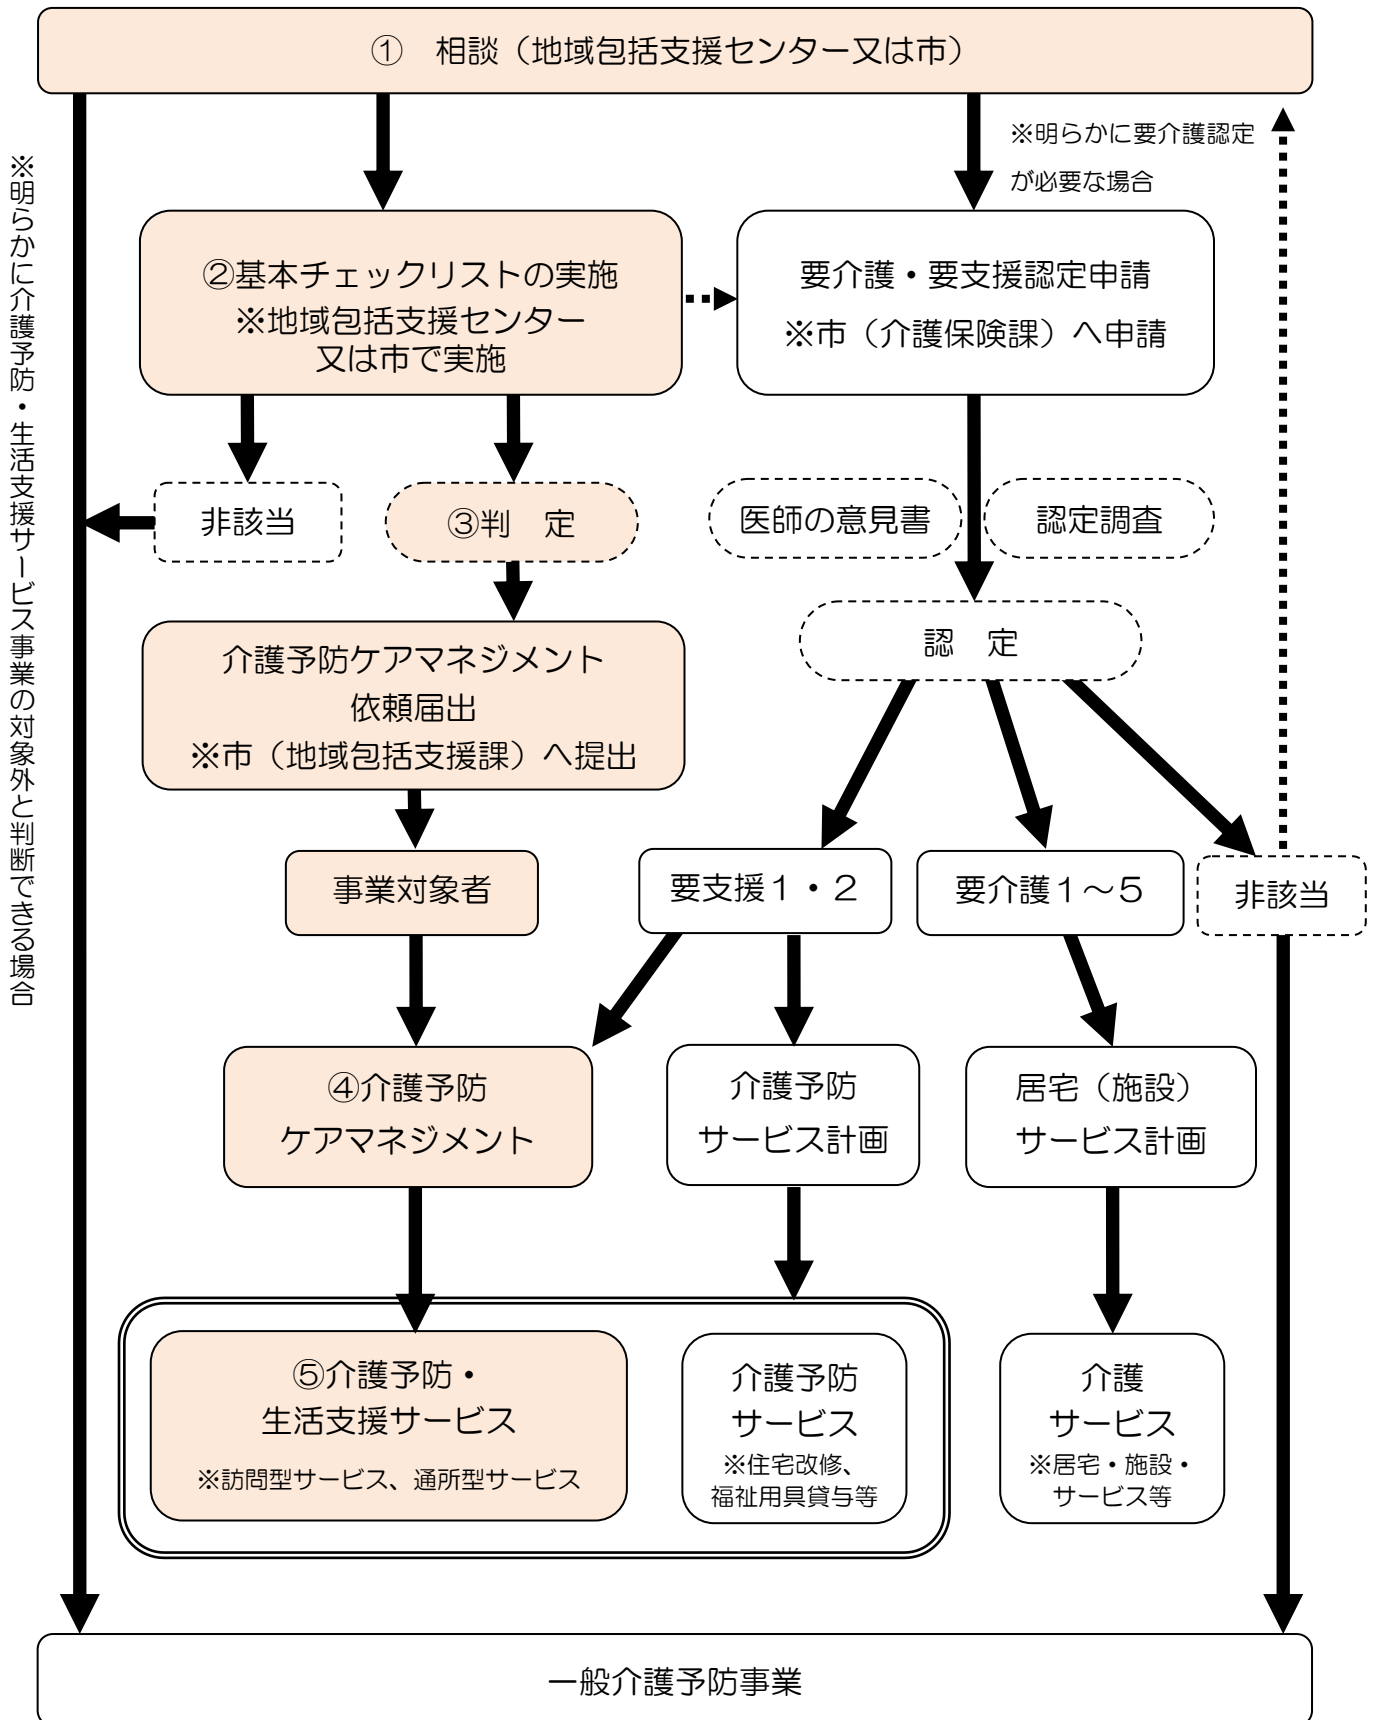 ① 相談（地域包括支援センター又は市）
※明らかに介護予防・生活支援サービス事業の対象外と判断できる場合
※明らかに要介護認定
が必要な場合
②基本チェックリストの実施
※地域包括支援センター
又は市で実施
要介護・要支援認定申請
※市（介護保険課）へ申請
非該当
③判　定
医師の意見書
認定調査
認　定
介護予防ケアマネジメント
依頼届出
※市（地域包括支援課）へ提出
事業対象者
要支援１・２
要介護１～５
非該当
④介護予防
ケアマネジメント
介護予防
サービス計画
居宅（施設）
サービス計画
⑤介護予防・
生活支援サービス
※訪問型サービス、通所型サービス
介護予防
サービス
※住宅改修、
福祉用具貸与等
介護
サービス
※居宅・施設・
サービス等
一般介護予防事業